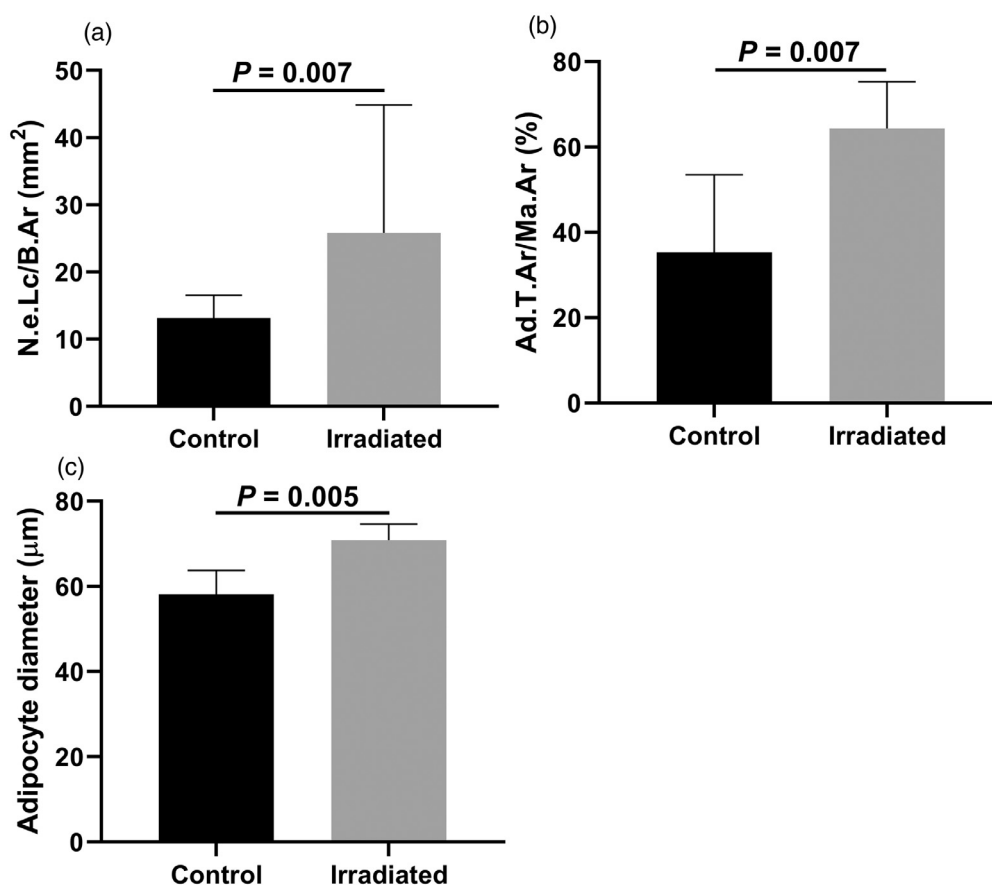 (a)
P = 0.007
N.e.Lc/B.Ar (mm²)
50
40
30
20
10
0
Control Irradiated
(b)
P = 0.007
Ad.T.Ar/Ma.Ar (%)
80
60
40
20
0
Control Irradiated
(c)
P = 0.005
Adipocyte diameter (μm)
80
60
40
20
0
Control Irradiated